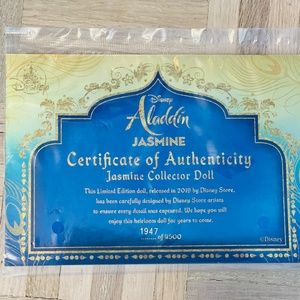 Disney
Aladdin
JASMINE
Certificate of Authenticity
Jasmine Collector Doll
This Limited Edition doll, released in 2019 by Disney Store,
has been carefully designed by Disney Store artists
to ensure every detail was captured. We hope you will
enjoy this heirloom doll for years to come.
1947
of 9500
©Disney